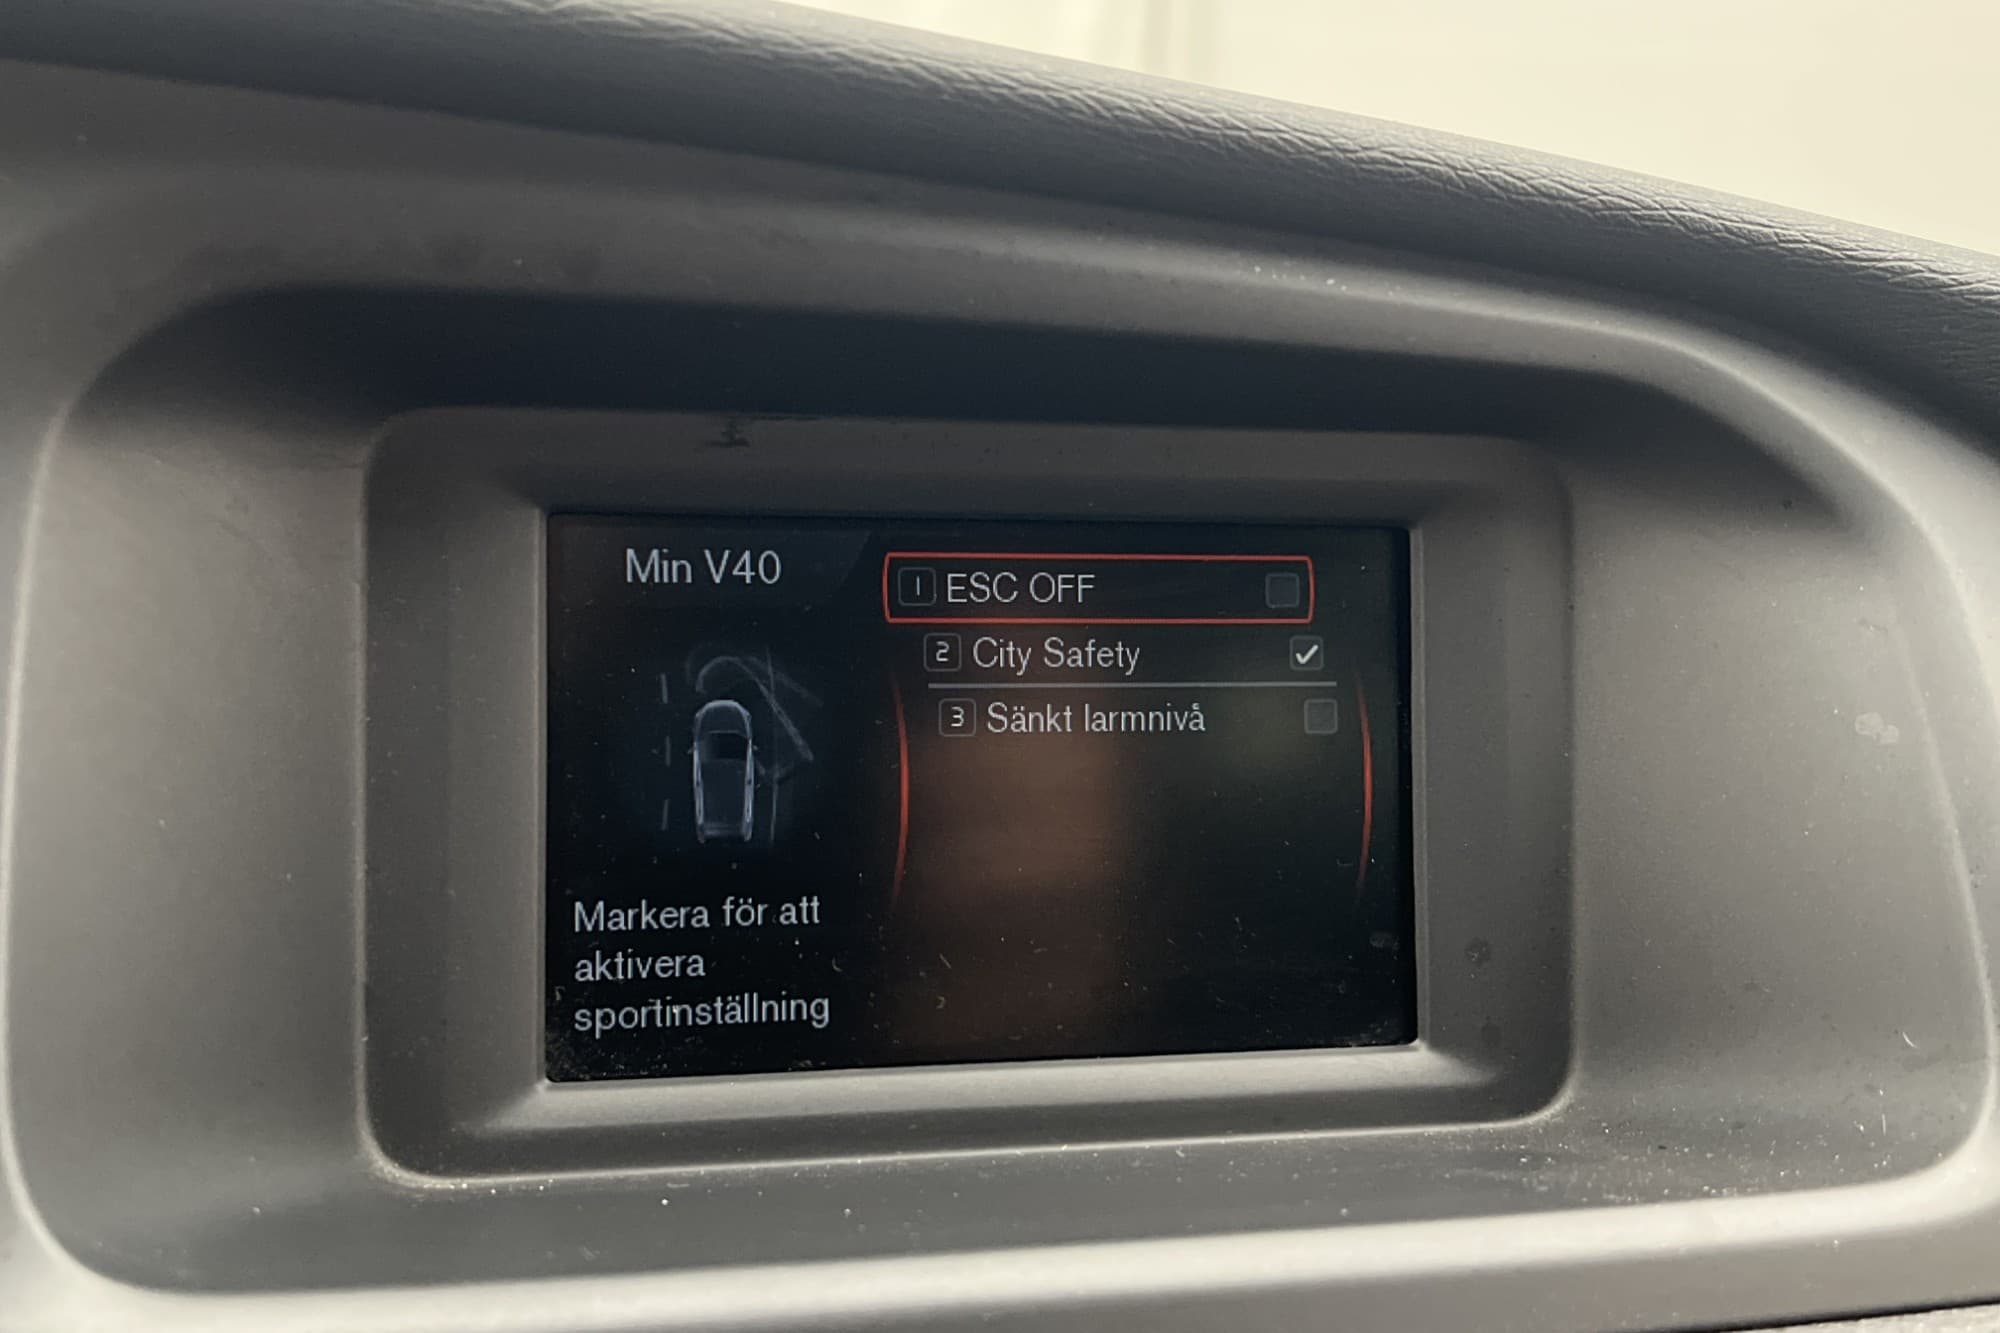 Min V40
1 ESC OFF
2 City Safety
3 Sänkt larmnivå
Markera för att
aktivera
sportinställning